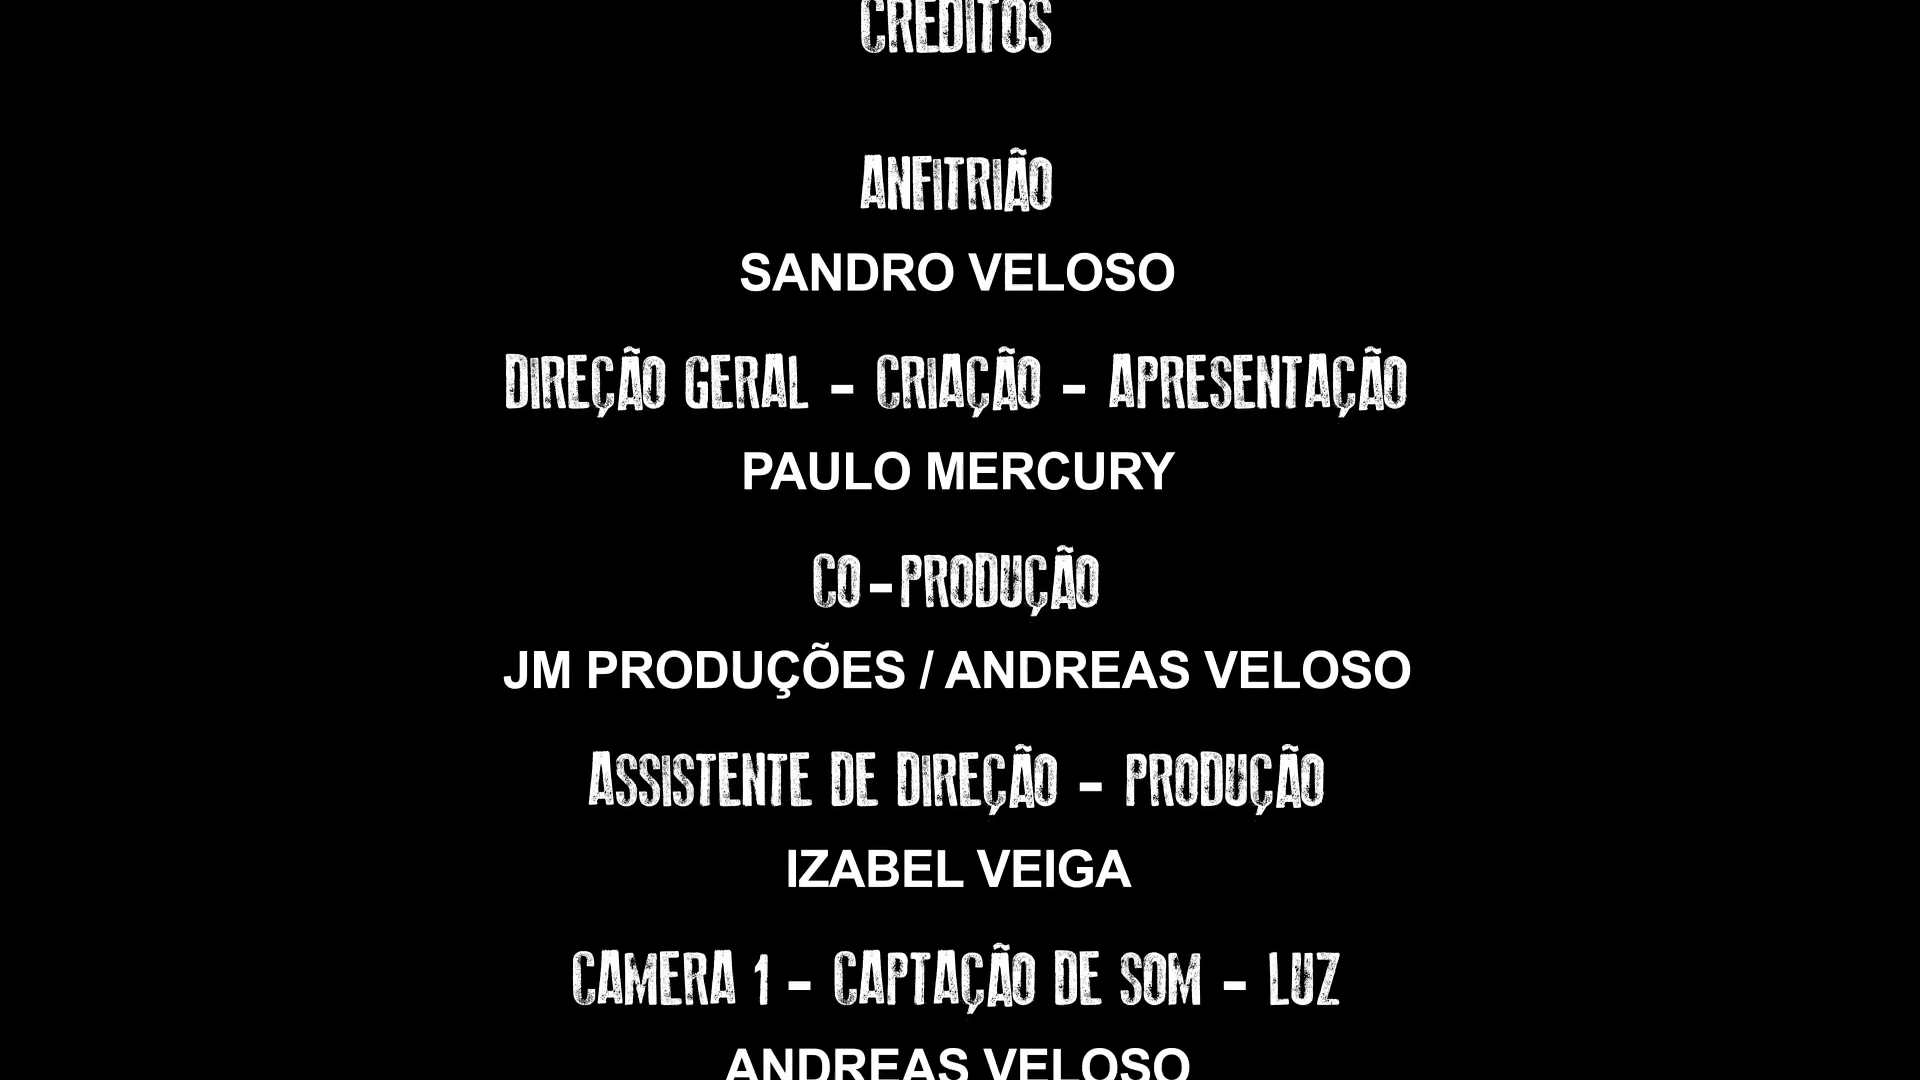 CREDITOS
ANFITRIÃO
SANDRO VELOSO
DIREÇÃO GERAL - CRIAÇÃO - APRESENTAÇÃO
PAULO MERCURY
CO-PRODUÇÃO
JM PRODUÇÕES / ANDREAS VELOSO
ASSISTENTE DE DIREÇÃO - PRODUÇÃO
IZABEL VEIGA
CAMERA 1 - CAPTAÇÃO DE SOM - LUZ
ANDREAS VELOSO